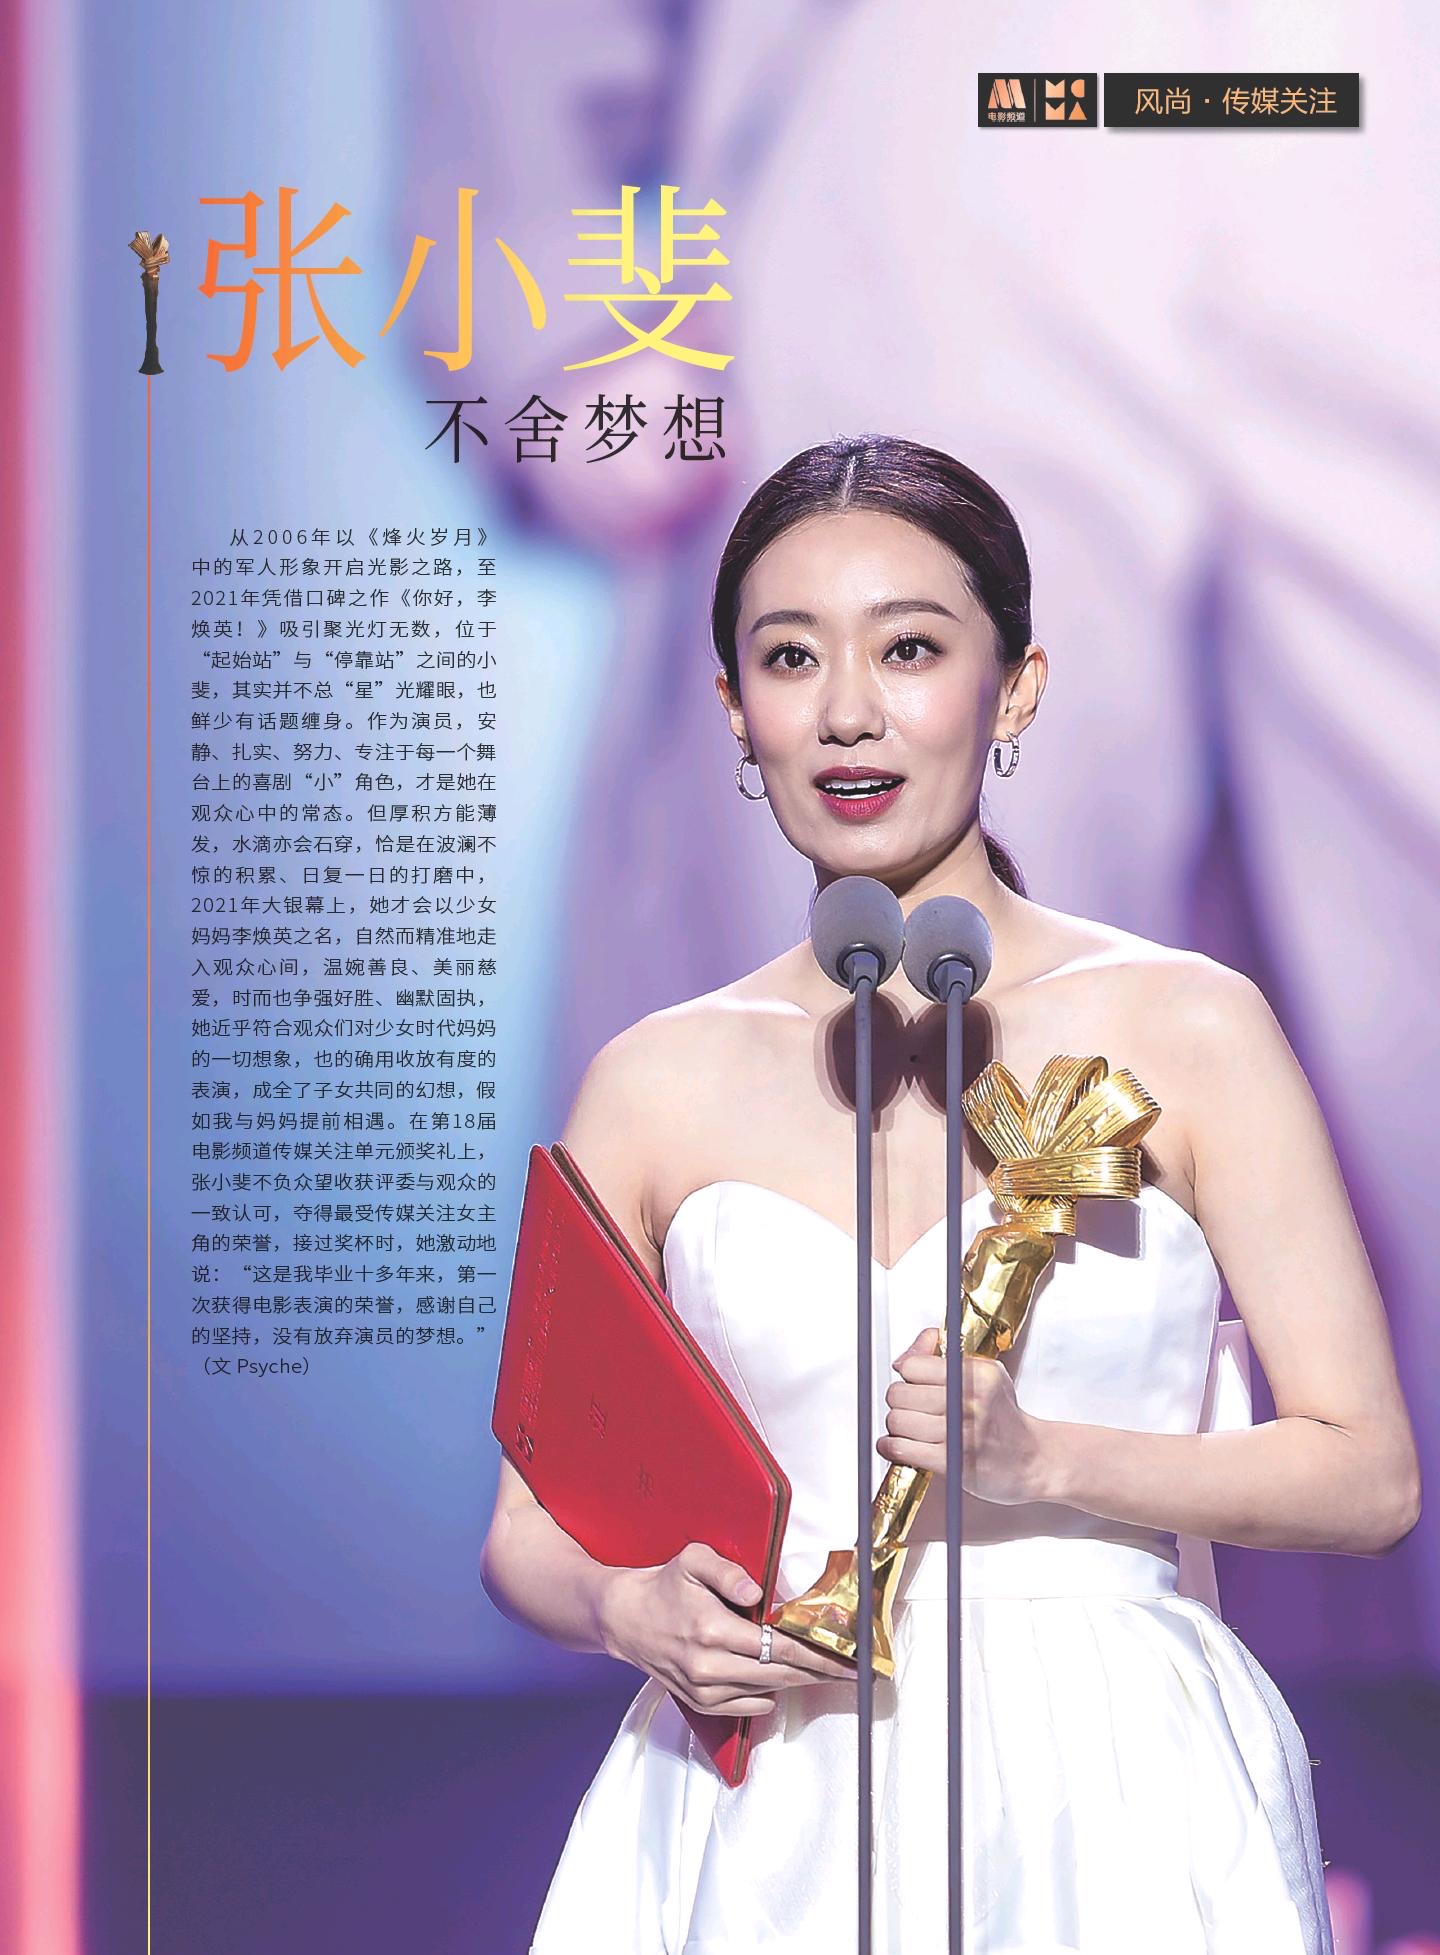 电影频道
M
MA
风尚·传媒关注
张小斐
不舍梦想
从2006年以《烽火岁月》
中的军人形象开启光影之路，至
2021年凭借口碑之作《你好，李
焕英！》吸引聚光灯无数，位于
“起始站”与“停靠站”之间的小
斐，其实并不总“星”光耀眼，也
鲜少有话题缠身。作为演员，安
静、扎实、努力、专注于每一个舞
台上的喜剧“小”角色，才是她在
观众心中的常态。但厚积方能薄
发，水滴亦会石穿，恰是在波澜不
惊的积累、日复一日的打磨中，
2021年大银幕上，她才会以少女
妈妈李焕英之名，自然而精准地走
入观众心间，温婉善良、美丽慈
爱，时而也争强好胜、幽默固执，
她近乎符合观众们对少女时代妈妈
的一切想象，也的确用收放有度的
表演，成全了子女共同的幻想，假
如我与妈妈提前相遇。在第18届
电影频道传媒关注单元颁奖礼上，
张小斐不负众望收获评委与观众的
一致认可，夺得最受传媒关注女主
角的荣誉，接过奖杯时，她激动地
说：“这是我毕业十多年来，第一
次获得电影表演的荣誉，感谢自己
的坚持，没有放弃演员的梦想。”
（文 Psyche）